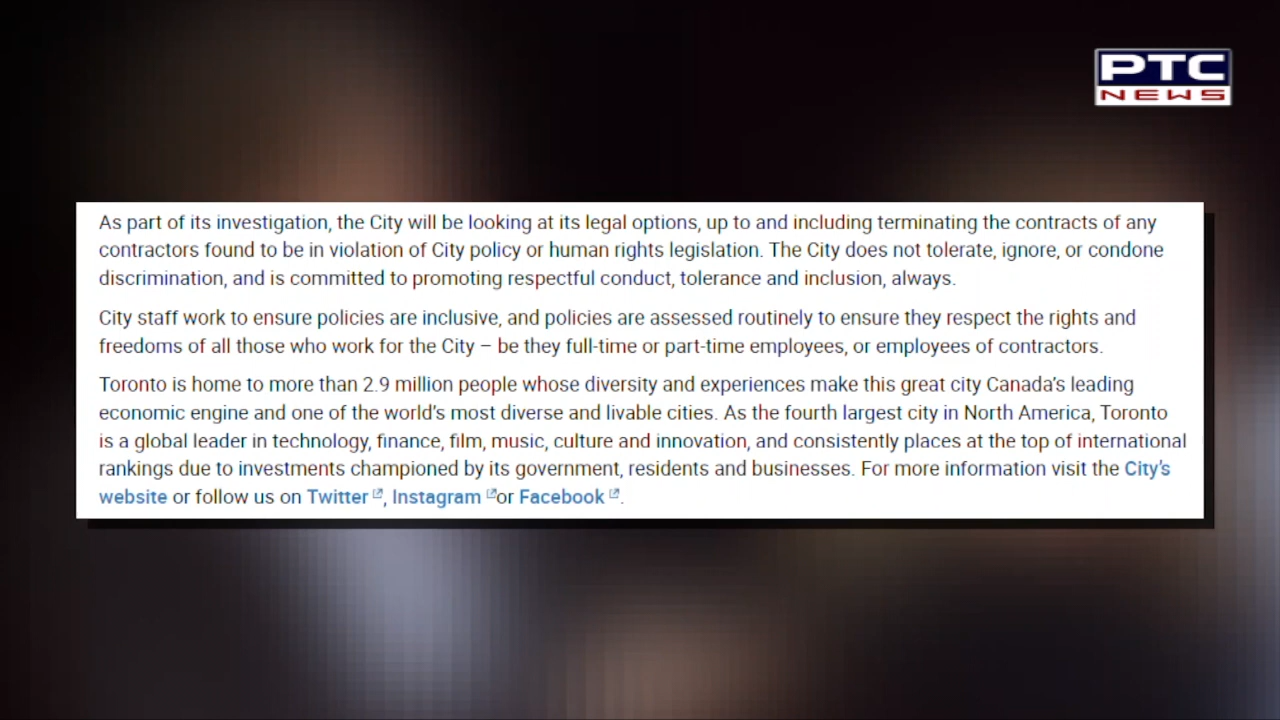 PTC
NEWS
As part of its investigation, the City will be looking at its legal options, up to and including terminating the contracts of any
contractors found to be in violation of City policy or human rights legislation. The City does not tolerate, ignore, or condone
discrimination, and is committed to promoting respectful conduct, tolerance and inclusion, always.
City staff work to ensure policies are inclusive, and policies are assessed routinely to ensure they respect the rights and
freedoms of all those who work for the City – be they full-time or part-time employees, or employees of contractors.
Toronto is home to more than 2.9 million people whose diversity and experiences make this great city Canada's leading
economic engine and one of the world's most diverse and livable cities. As the fourth largest city in North America, Toronto
is a global leader in technology, finance, film, music, culture and innovation, and consistently places at the top of international
rankings due to investments championed by its government, residents and businesses. For more information visit the City's
website or follow us on Twitter, Instagram or Facebook.